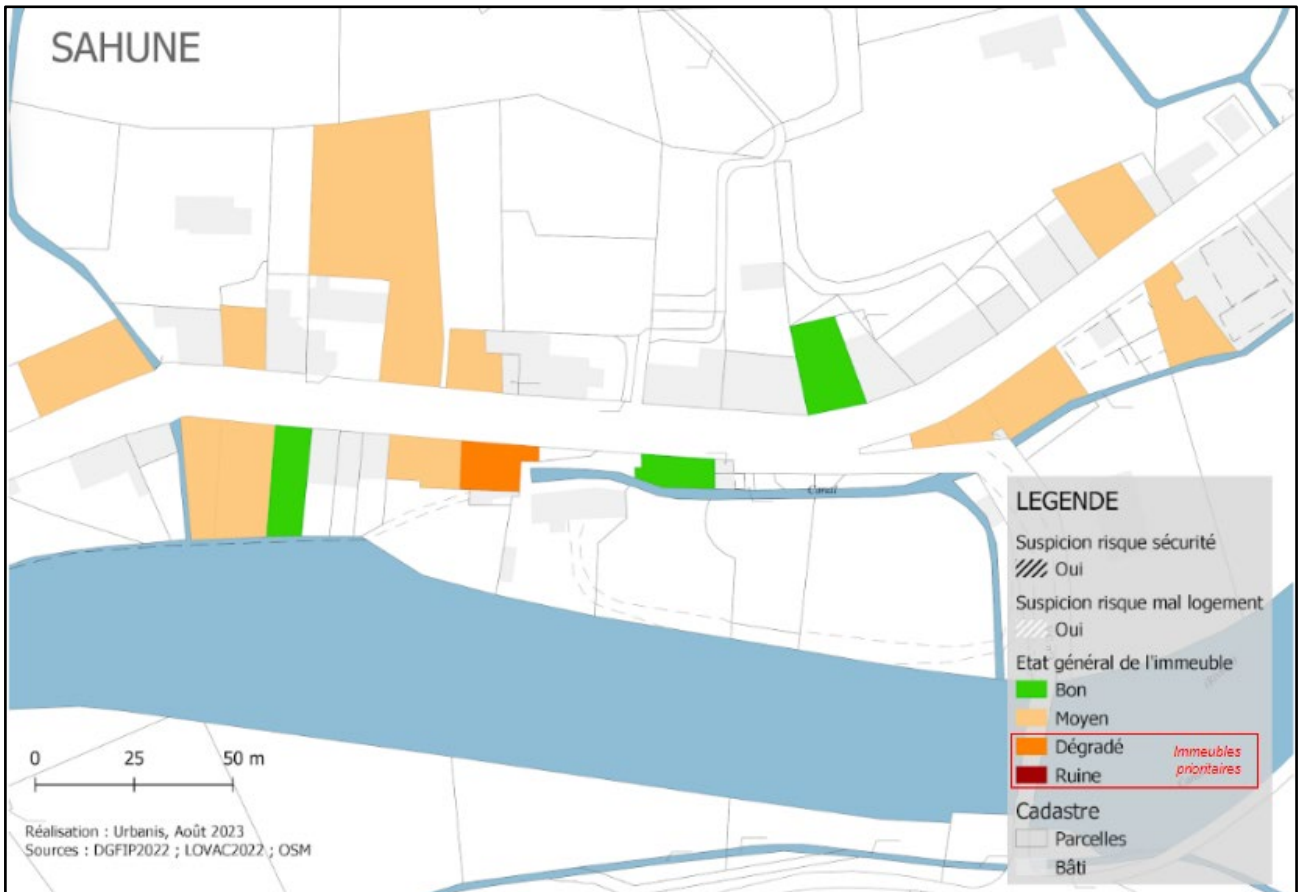 SAHUNE
Canal
LEGENDE
Suspicion risque sécurité
Oui
Suspicion risque mal logement
Oui
Etat général de l'immeuble
Bon
Moyen
Dégradé
Ruine
Immeubles
prioritaires
Cadastre
Parcelles
Bâti
0 25 50 m
Réalisation : Urbanis, Août 2023
Sources : DGFIP2022 ; LOVAC2022 ; OSM